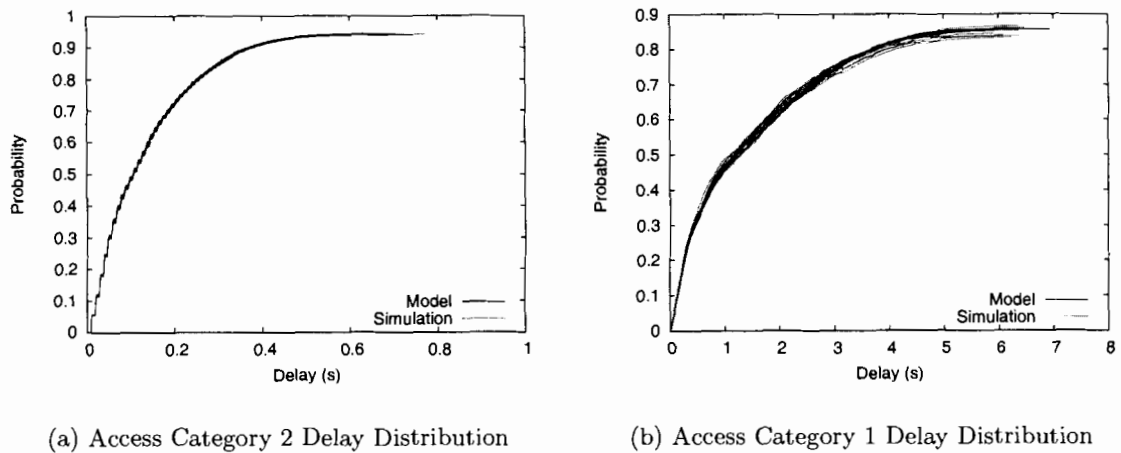 1
0.9
0.8
0.7
0.6
0.5
0.4
0.3
0.2
0.1
0
Probability
Model
Simulation
0 0.2 0.4 0.6 0.8 1
Delay (s)
(a) Access Category 2 Delay Distribution
0.9
0.8
0.7
0.6
0.5
0.4
0.3
0.2
0.1
0
Probability
Model
Simulation
0 1 2 3 4 5 6 7 8
Delay (s)
(b) Access Category 1 Delay Distribution